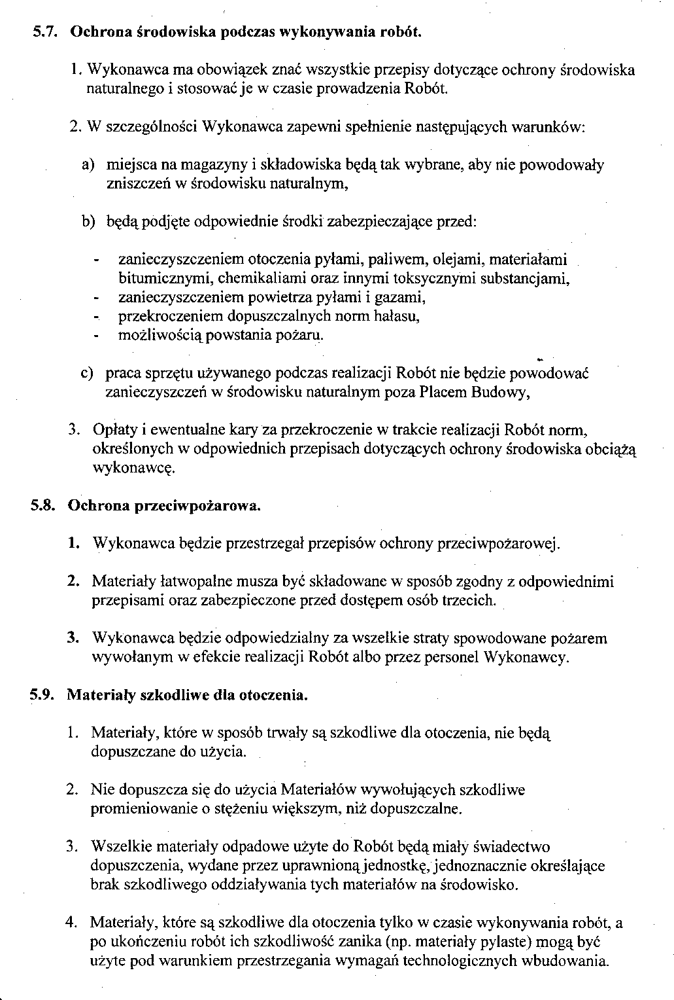 5.7. Ochrona środowiska podczas wykonywania robót.
1. Wykonawca ma obowiązek znać wszystkie przepisy dotyczące ochrony środowiska
naturalnego i stosować je w czasie prowadzenia Robót.
2. W szczególności Wykonawca zapewni spełnienie następujących warunków:
a) miejsca na magazyny i składowiska będą tak wybrane, aby nie powodowały
zniszczeń w środowisku naturalnym,
b) będą podjęte odpowiednie środki zabezpieczające przed:
- zanieczyszczeniem otoczenia pyłami, paliwem, olejami, materiałami
bitumicznymi, chemikaliami oraz innymi toksycznymi substancjami,
- zanieczyszczeniem powietrza pyłami i gazami,
- przekroczeniem dopuszczalnych norm hałasu,
- możliwością powstania pożaru.
c) praca sprzętu używanego podczas realizacji Robót nie będzie powodować
zanieczyszczeń w środowisku naturalnym poza Placem Budowy,
3. Opłaty i ewentualne kary za przekroczenie w trakcie realizacji Robót norm,
określonych w odpowiednich przepisach dotyczących ochrony środowiska obciążą
wykonawcę.
5.8. Ochrona przeciwpożarowa.
1. Wykonawca będzie przestrzegał przepisów ochrony przeciwpożarowej.
2. Materiały łatwopalne musza być składowane w sposób zgodny z odpowiednimi
przepisami oraz zabezpieczone przed dostępem osób trzecich.
3. Wykonawca będzie odpowiedzialny za wszelkie straty spowodowane pożarem
wywołanym w efekcie realizacji Robót albo przez personel Wykonawcy.
5.9. Materiały szkodliwe dla otoczenia.
1. Materiały, które w sposób trwały są szkodliwe dla otoczenia, nie będą
dopuszczane do użycia.
2. Nie dopuszcza się do użycia Materiałów wywołujących szkodliwe
promieniowanie o stężeniu większym, niż dopuszczalne.
3. Wszelkie materiały odpadowe użyte do Robót będą miały świadectwo
dopuszczenia, wydane przez uprawnioną jednostkę, jednoznacznie określające
brak szkodliwego oddziaływania tych materiałów na środowisko.
4. Materiały, które są szkodliwe dla otoczenia tylko w czasie wykonywania robót, a
po ukończeniu robót ich szkodliwość zanika (np. materiały pylaste) mogą być
użyte pod warunkiem przestrzegania wymagań technologicznych wbudowania.